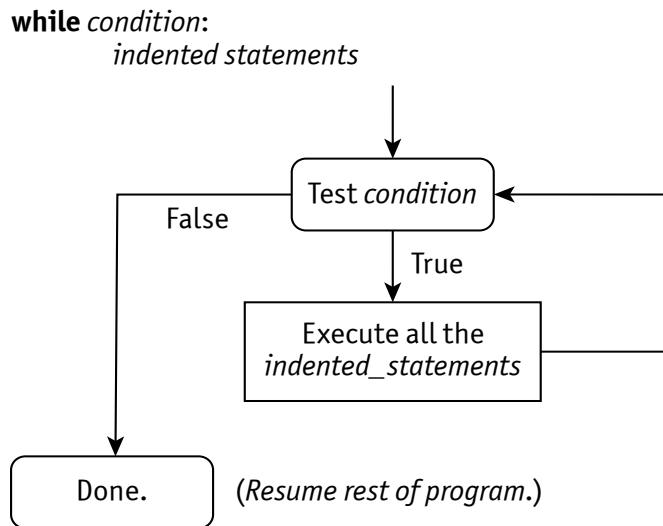 while condition:
indented statements
Test condition
False
True
Execute all the
indented_statements
Done.
(Resume rest of program.)